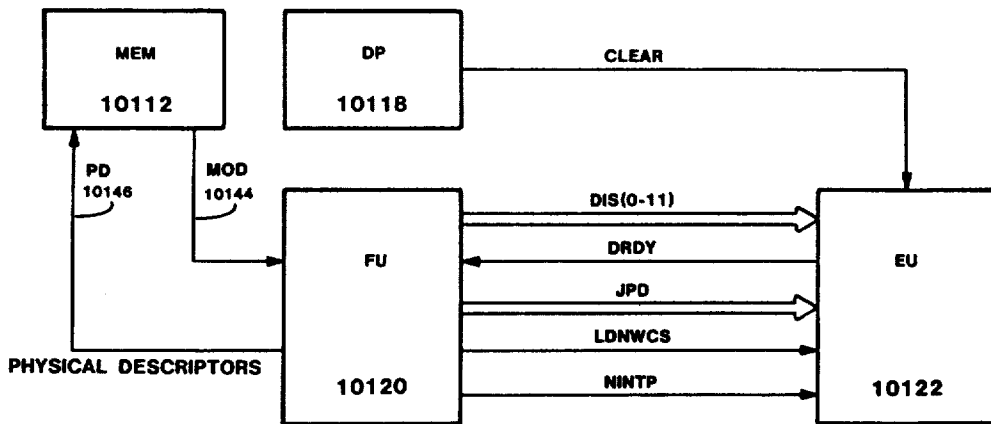 MEM
10112
DP
10118
CLEAR
PD
10146
MOD
10144
DIS(0-11)
FU
DRDY
EU
JPD
LDNWCS
PHYSICAL DESCRIPTORS
10120
NINTP
10122